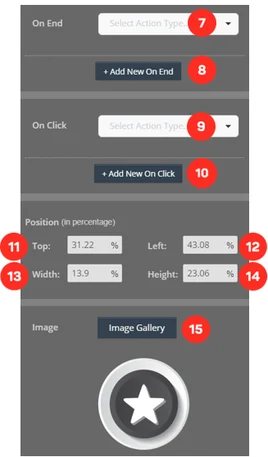 On End Select Action Type... 7
+ Add New On End 8
On Click Select Action Type... 9
+ Add New On Click 10
Position (in percentage)
11 Top: 31.22 % Left: 43.08 % 12
13 Width: 13.9 % Height: 23.06 % 14
Image Image Gallery 15